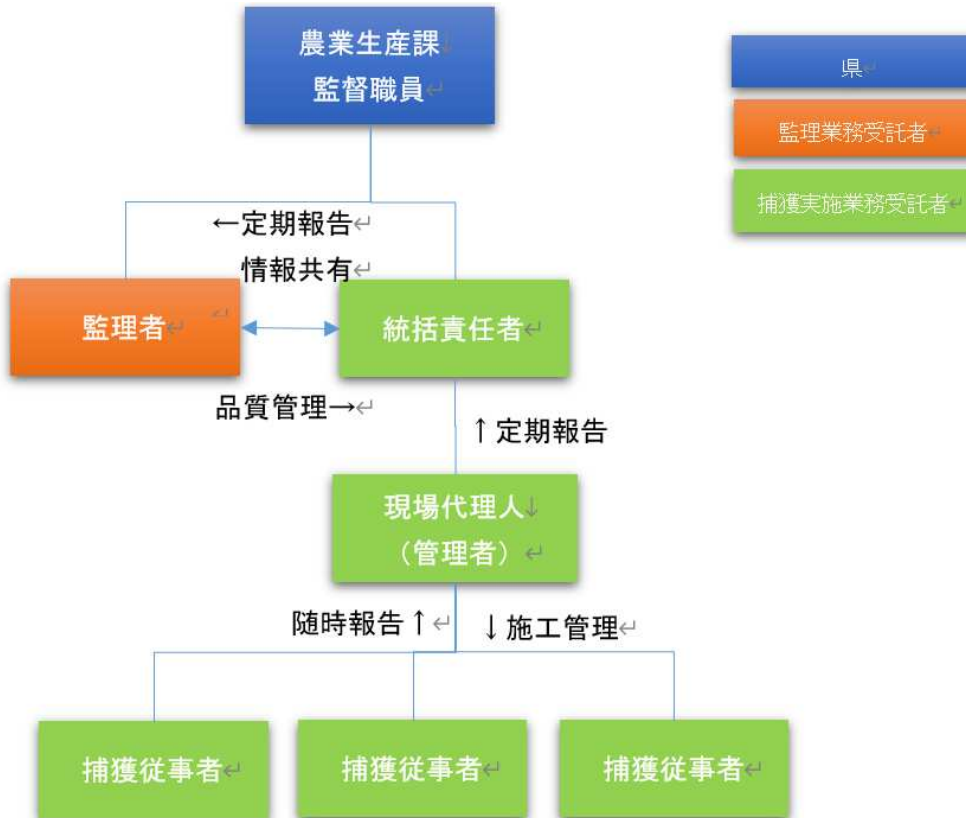 農業生産課↓
監督職員↵
県↵
監理業務受託者↵
捕獲実施業務受託者↵
←定期報告↵
情報共有↵
監理者↵ ↵
統括責任者↵
品質管理→↵
↑定期報告
現場代理人↓
（管理者）↵
随時報告↑↵
↓施工管理↵
捕獲従事者↵
捕獲従事者↵
捕獲従事者↵